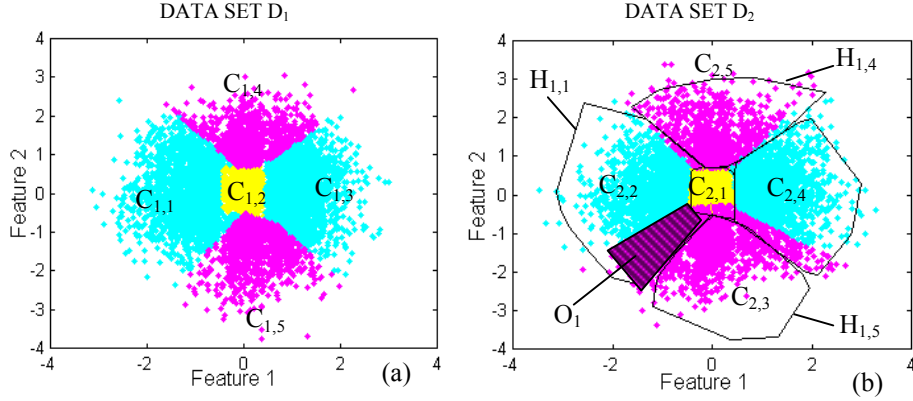 DATA SET D1
DATA SET D2
4
3
2
1
0
-1
-2
-3
-4
Feature 2
-4
-2
0
2
4
Feature 1
(a)
C1,4
C1,1
C1,2
C1,3
C1,5
4
3
2
1
0
-1
-2
-3
-4
Feature 2
-4
-2
0
2
4
Feature 1
(b)
H1,1
C2,5
H1,4
C2,2
C2,1
C2,4
C2,3
O1
H1,5